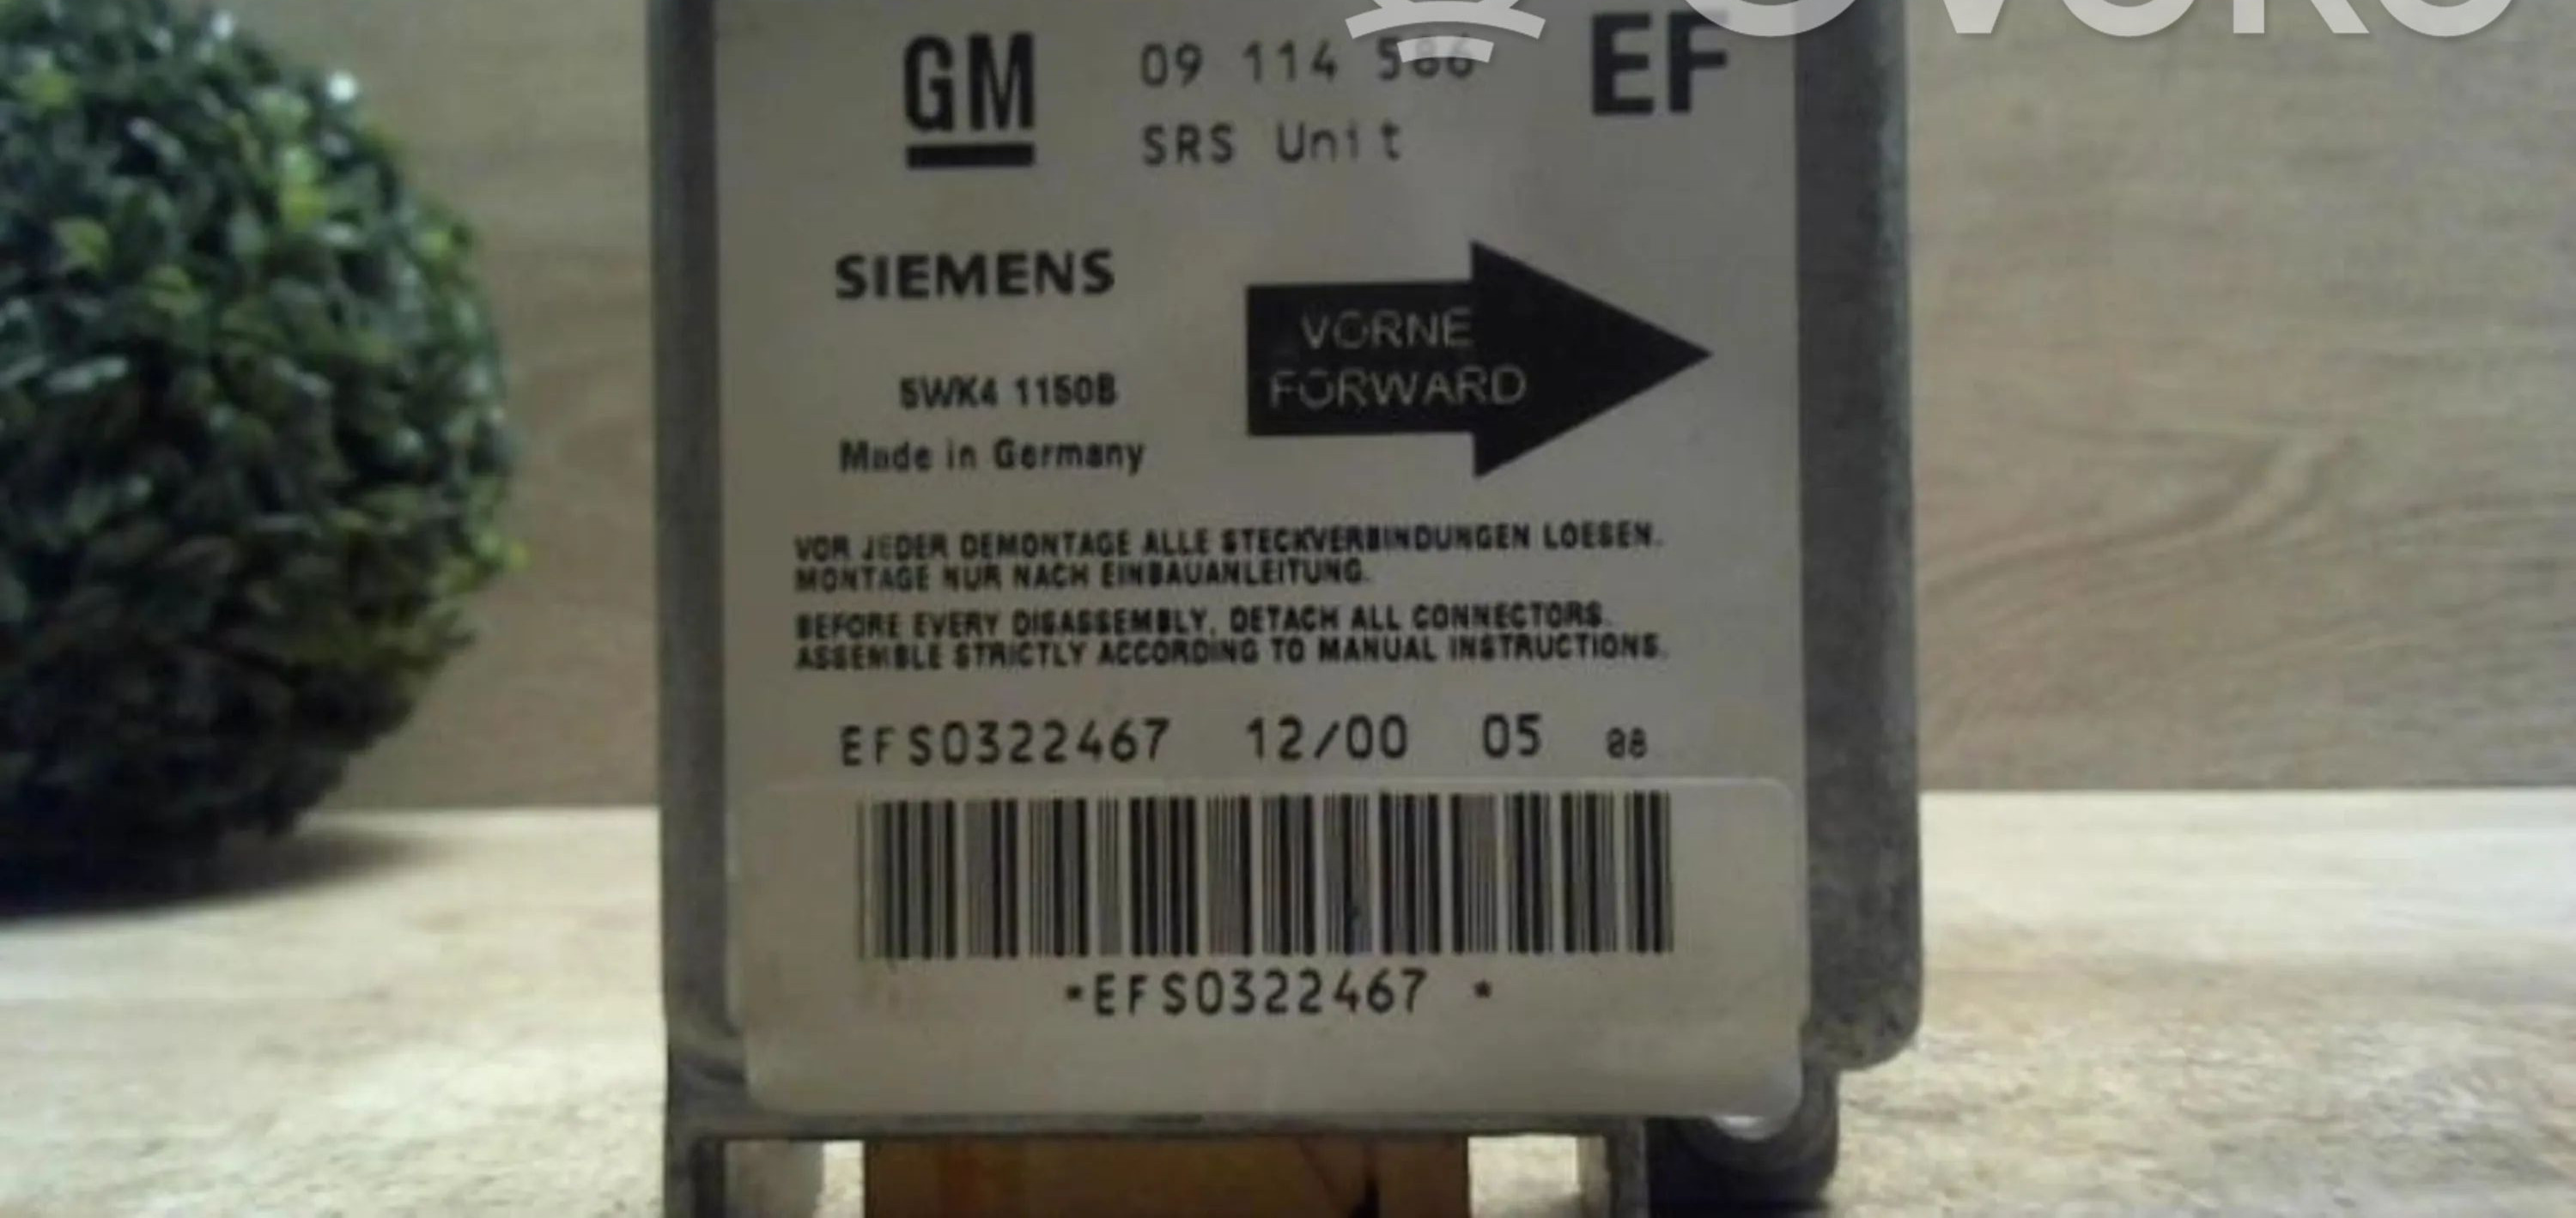 GM
09 114 586
SRS Unit
EF
SIEMENS
VORNE
FORWARD
5WK4 1150B
Made in Germany
VOR JEDER DEMONTAGE ALLE STECKVERBINDUNGEN LOESEN.
MONTAGE NUR NACH EINBAUANLEITUNG.
BEFORE EVERY DISASSEMBLY, DETACH ALL CONNECTORS.
ASSEMBLE STRICTLY ACCORDING TO MANUAL INSTRUCTIONS.
EFS0322467 12/00 05 08
*EFS0322467 *